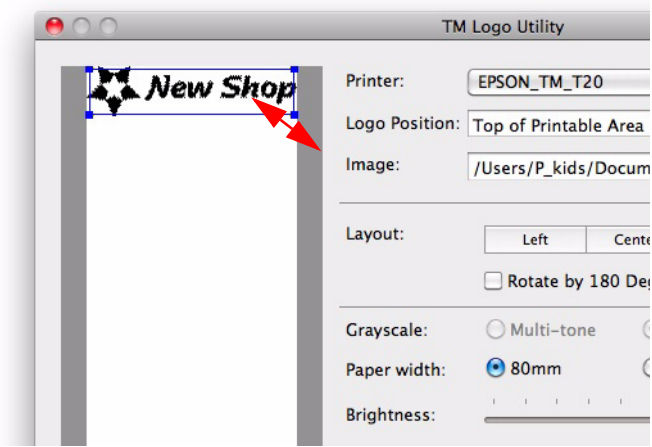 TM Logo Utility
New Shop
Printer: EPSON_TM_T20
Logo Position: Top of Printable Area
Image: /Users/P_kids/Docum
Layout: Left Cente
Rotate by 180 Deg
Grayscale: Multi-tone
Paper width: 80mm
Brightness: